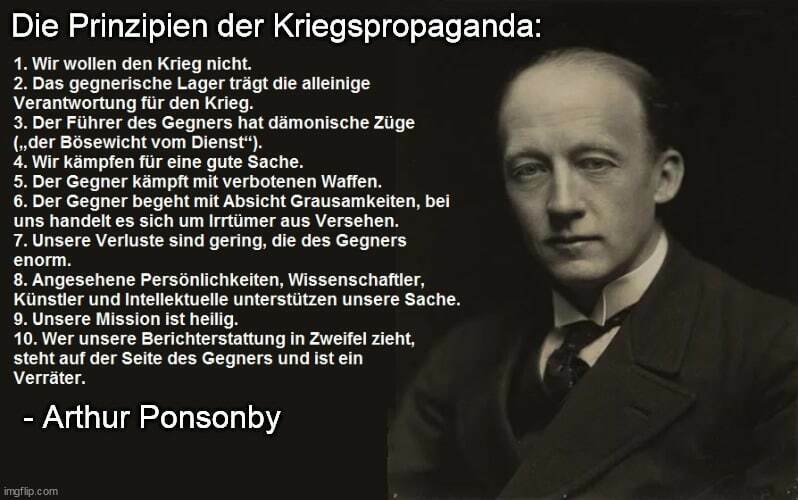 Die Prinzipien der Kriegspropaganda:
1. Wir wollen den Krieg nicht.
2. Das gegnerische Lager trägt die alleinige
Verantwortung für den Krieg.
3. Der Führer des Gegners hat dämonische Züge
(„der Bösewicht vom Dienst“).
4. Wir kämpfen für eine gute Sache.
5. Der Gegner kämpft mit verbotenen Waffen.
6. Der Gegner begeht mit Absicht Grausamkeiten, bei
uns handelt es sich um Irrtümer aus Versehen.
7. Unsere Verluste sind gering, die des Gegners
enorm.
8. Angesehene Persönlichkeiten, Wissenschaftler,
Künstler und Intellektuelle unterstützen unsere Sache.
9. Unsere Mission ist heilig.
10. Wer unsere Berichterstattung in Zweifel zieht,
steht auf der Seite des Gegners und ist ein
Verräter.
- Arthur Ponsonby
imgflip.com